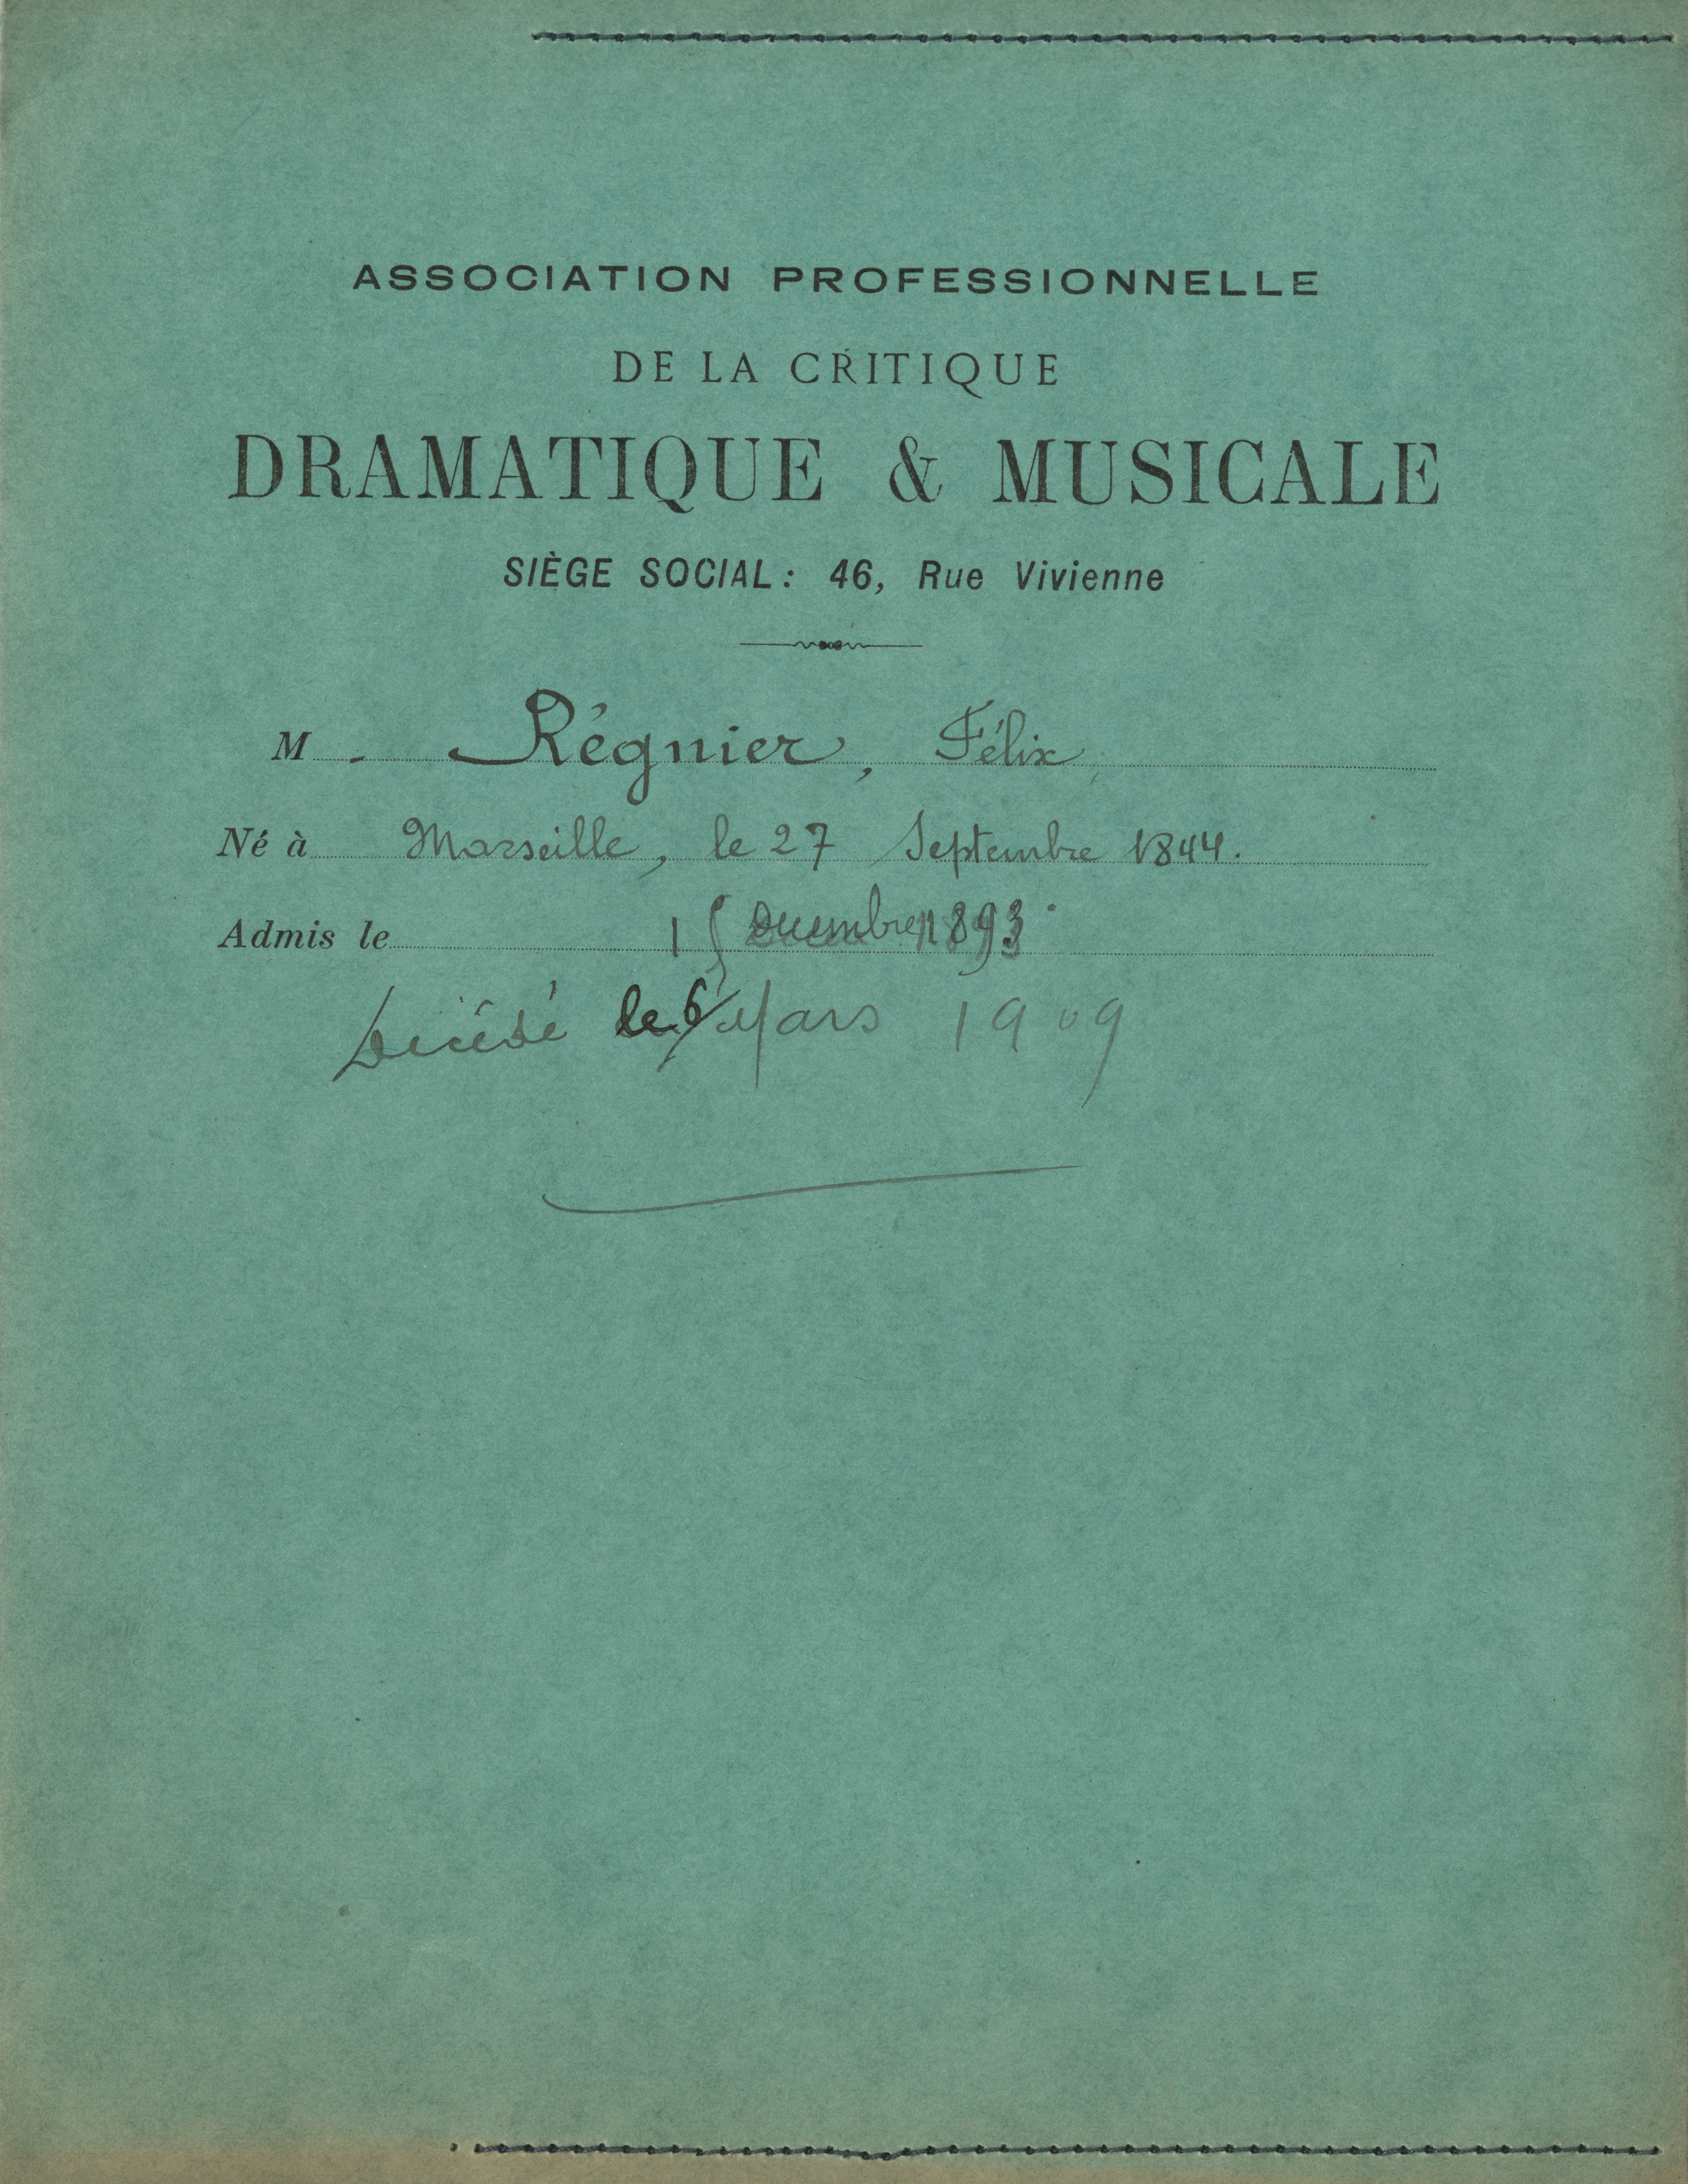 ASSOCIATION PROFESSIONNELLE
DE LA CRITIQUE
DRAMATIQUE & MUSICALE
SIÈGE SOCIAL: 46, Rue Vivienne
M. Régnier, Félix,
Né à Marseille, le 27 Septembre 1844.
Admis le 15 Décembre 1893.
Décédé le 6 Mars 1909